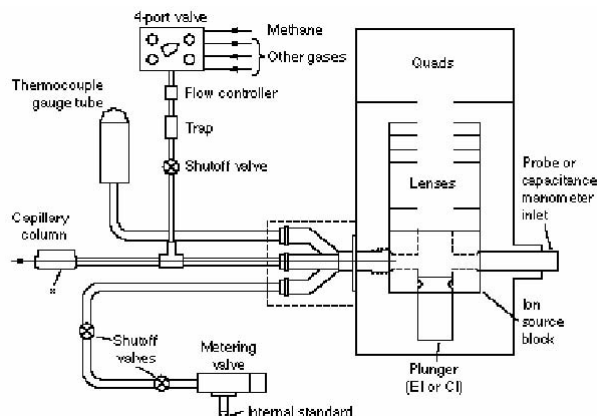 4-port valve
Methane
Other gases
Thermocouple
gauge tube
Flow controller
Trap
Shutoff valve
Quads
Lenses
Probe or
capacitance
manometer
inlet
Capillary
column
Shutoff
valves
Metering
valve
Internal standard
Ion
source
block
Plunger
(EI or CI)